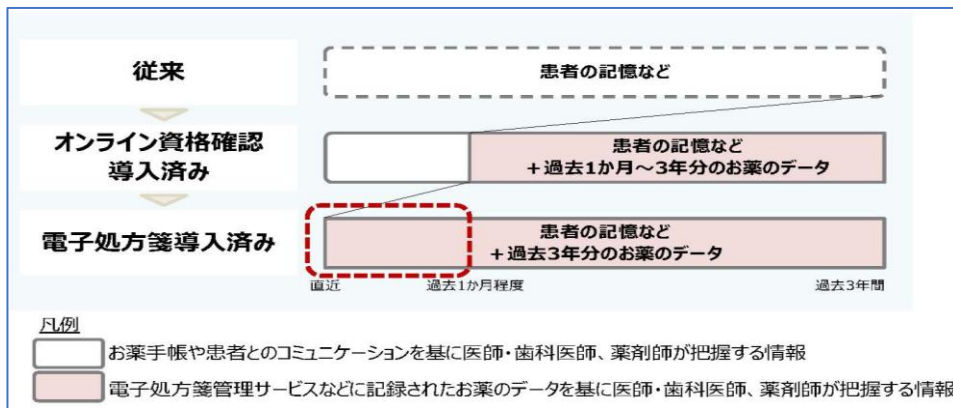 従来
患者の記憶など
オンライン資格確認
導入済み
患者の記憶など
+過去1か月~3年分のお薬のデータ
電子処方箋導入済み
患者の記憶など
+過去3年分のお薬のデータ
直近
過去1か月程度
過去3年間
凡例
お薬手帳や患者とのコミュニケーションを基に医師・歯科医師、薬剤師が把握する情報
電子処方箋管理サービスなどに記録されたお薬のデータを基に医師・歯科医師、薬剤師が把握する情報